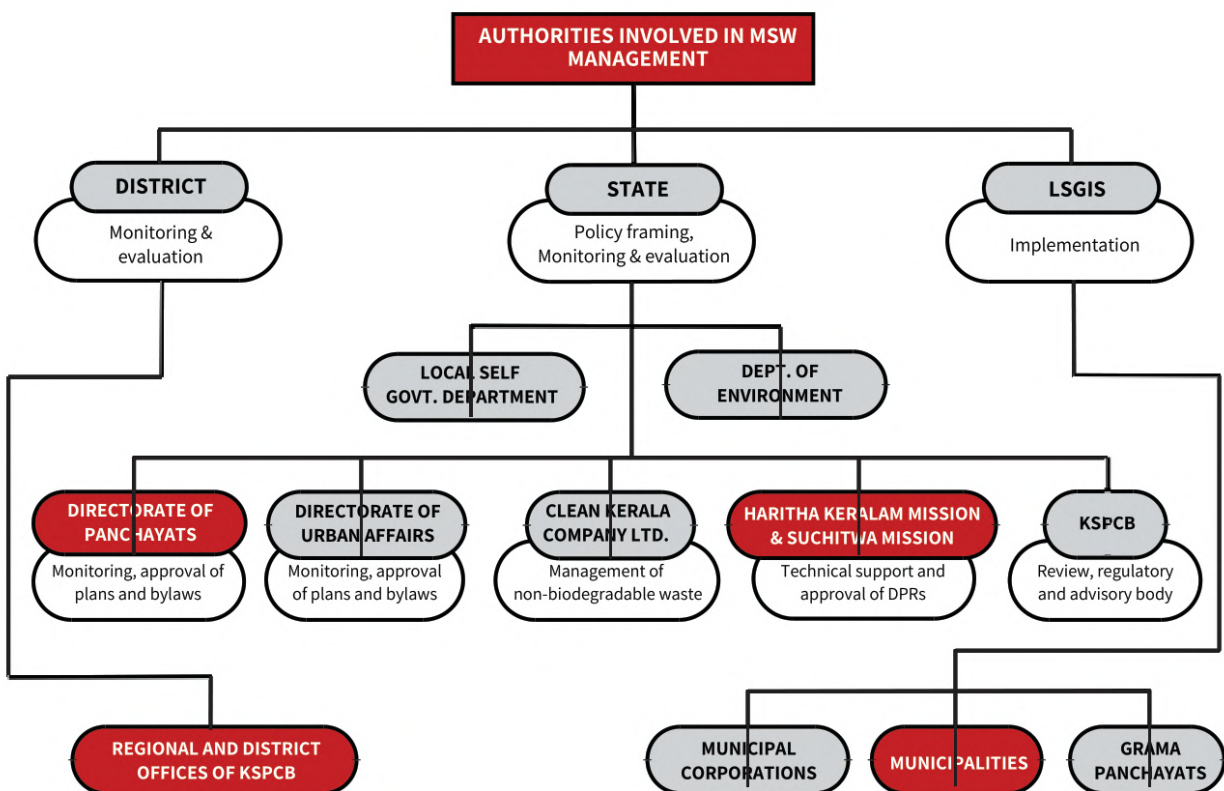 AUTHORITIES INVOLVED IN MSW
MANAGEMENT
DISTRICT
Monitoring &
evaluation
STATE
Policy framing,
Monitoring & evaluation
LSGIS
Implementation
LOCAL SELF
GOVT. DEPARTMENT
DEPT. OF
ENVIRONMENT
DIRECTORATE OF
PANCHAYATS
Monitoring, approval of
plans and bylaws
DIRECTORATE OF
URBAN AFFAIRS
Monitoring, approval
of plans and bylaws
CLEAN KERALA
COMPANY LTD.
Management of
non-biodegradable waste
HARITHA KERALAM MISSION
& SUCHITWA MISSION
Technical support and
approval of DPRs
KSPCB
Review, regulatory
and advisory body
REGIONAL AND DISTRICT
OFFICES OF KSPCB
MUNICIPAL
CORPORATIONS
MUNICIPALITIES
GRAMA
PANCHAYATS